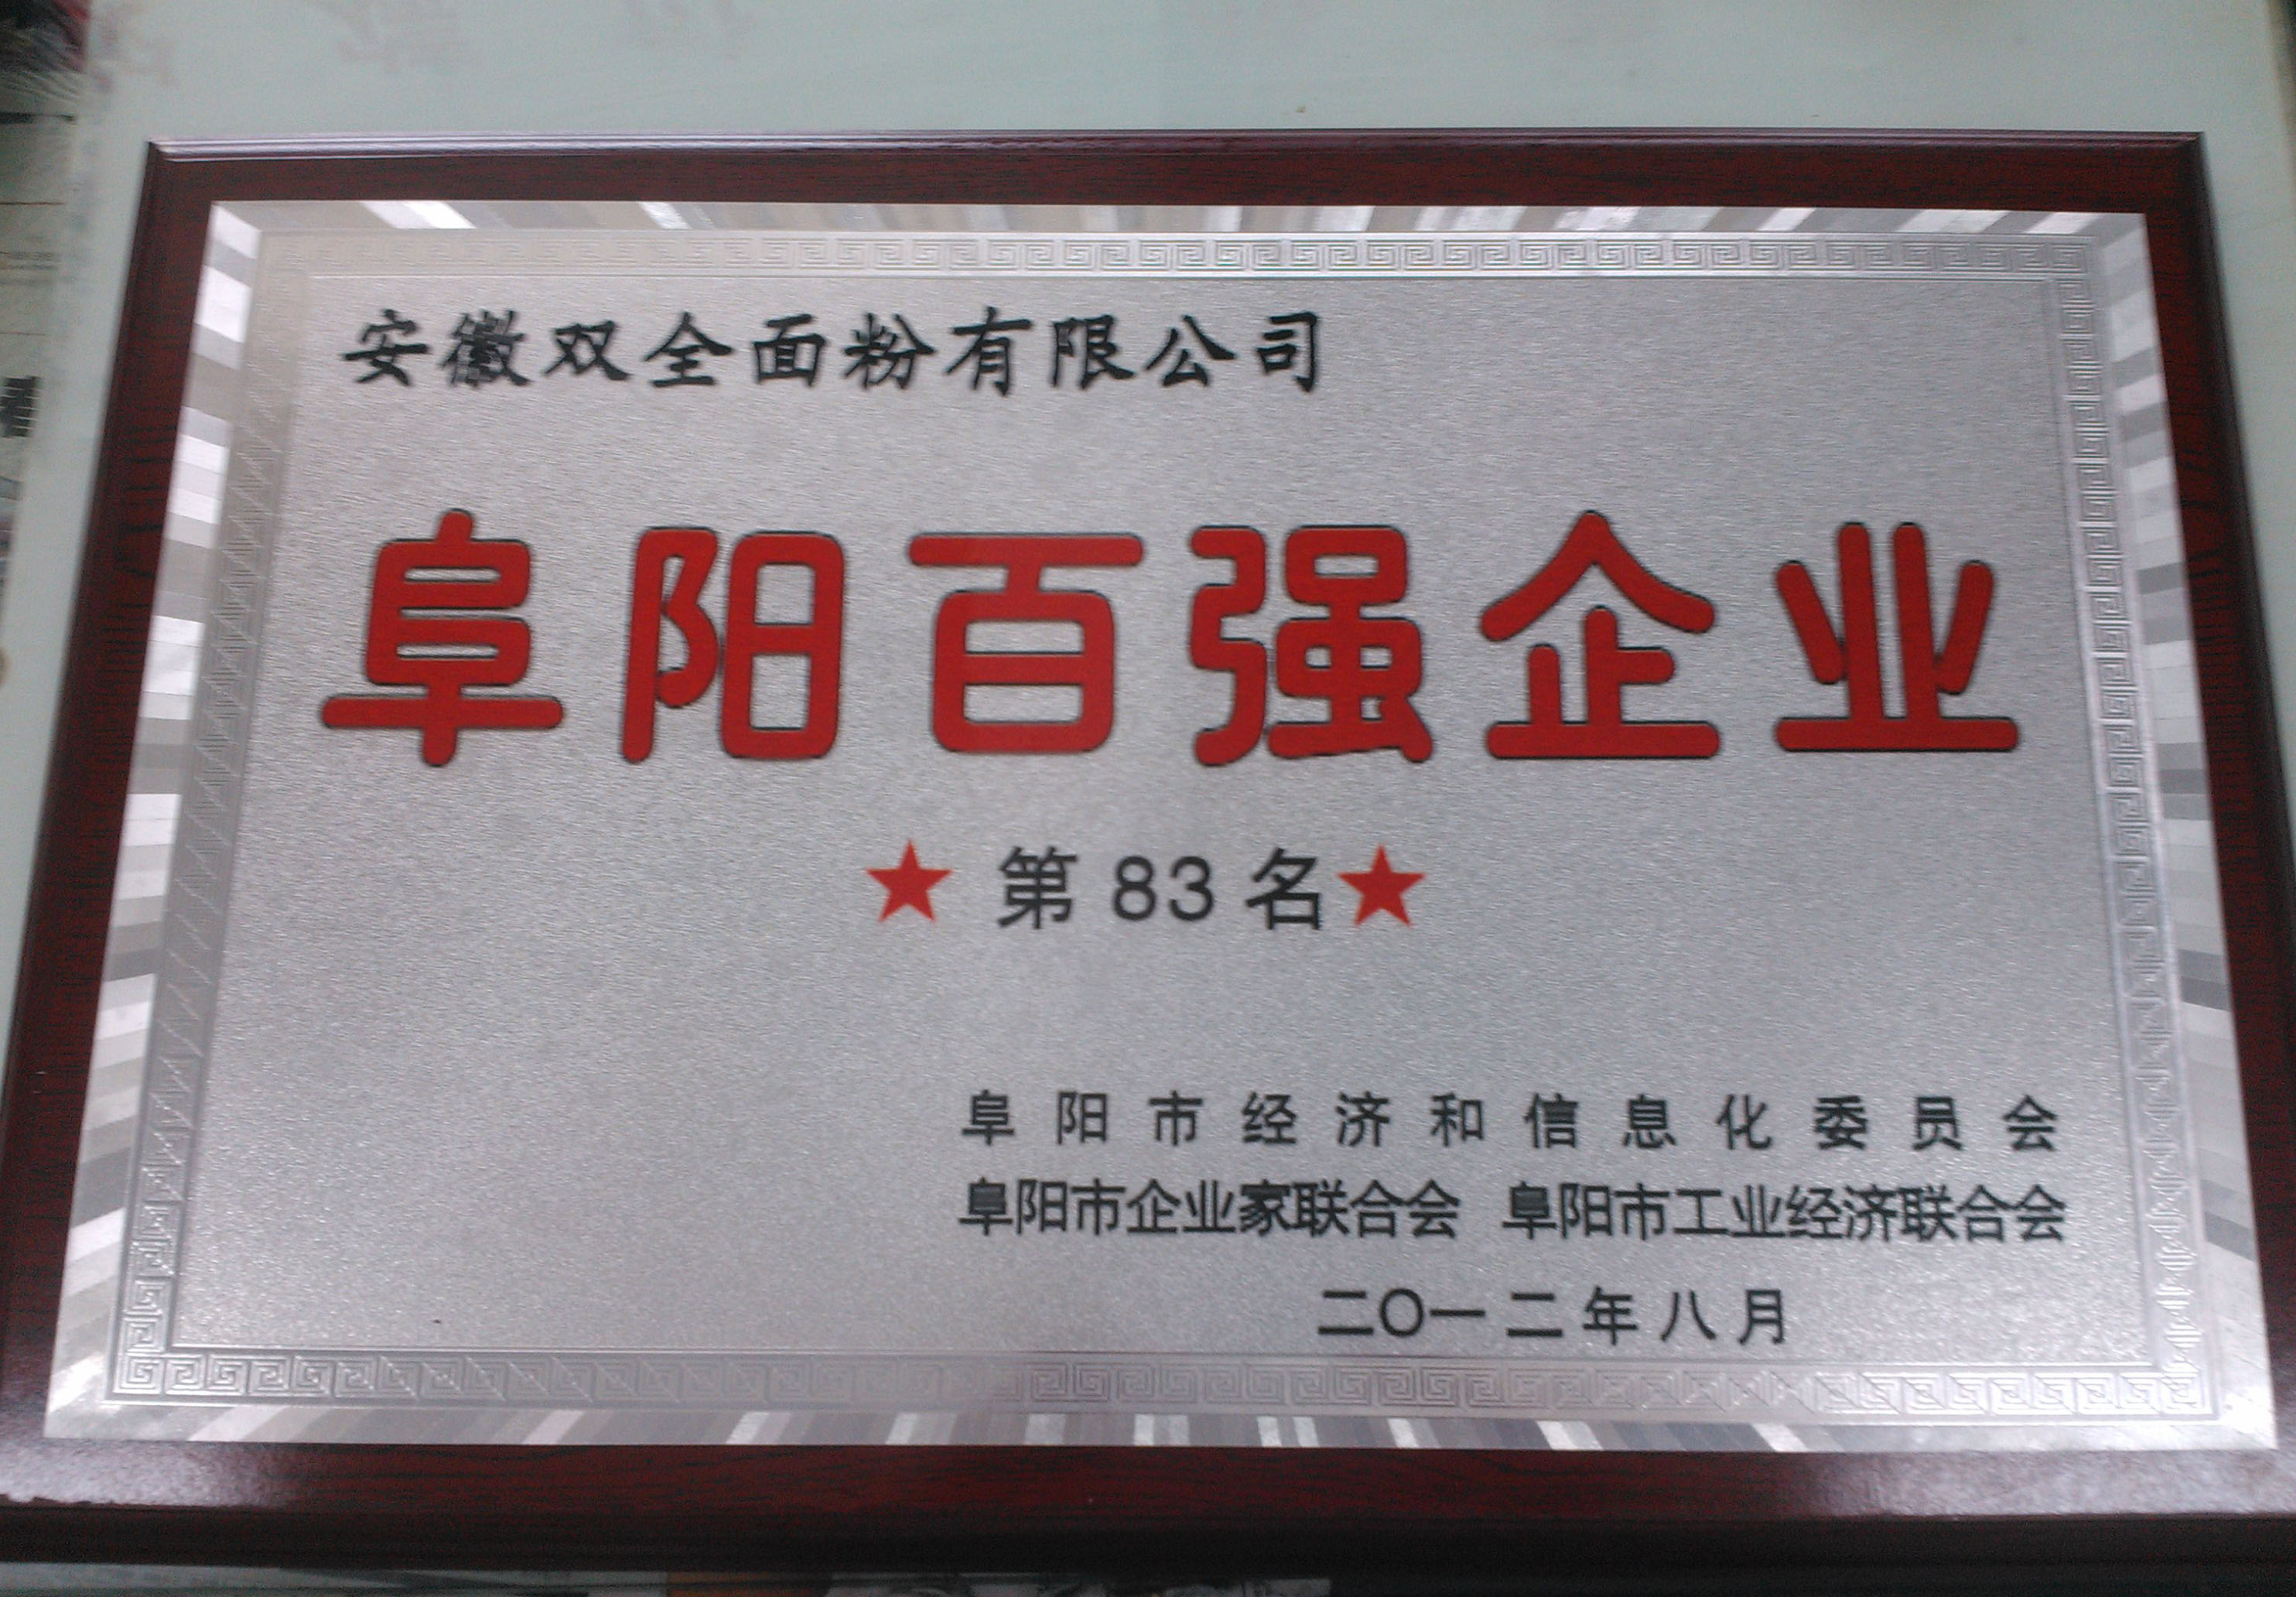 安徽双全面粉有限公司
阜阳百强企业
★ 第 83 名 ★
阜阳市经济和信息化委员会
阜阳市企业家联合会 阜阳市工业经济联合会
二〇一二年八月